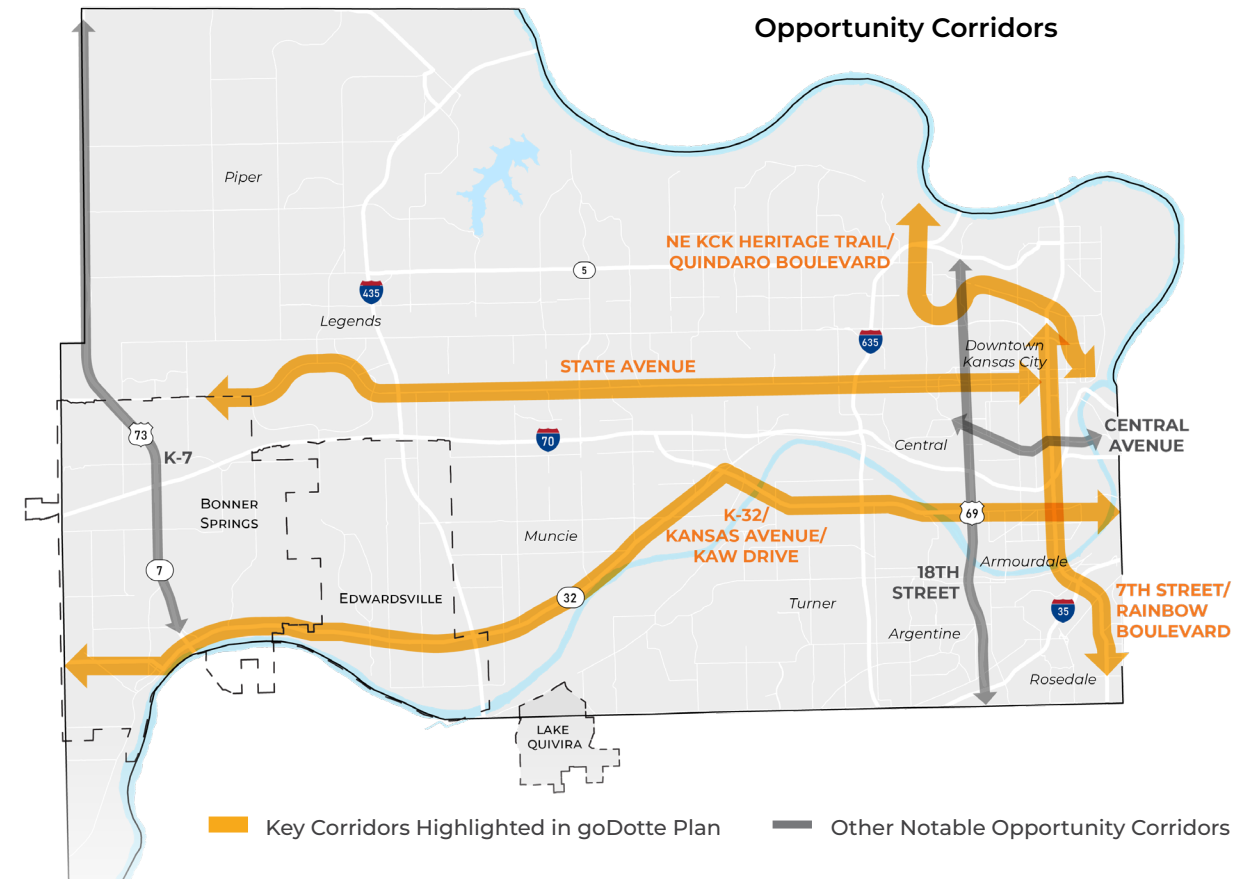 Opportunity Corridors
Piper
NE KCK HERITAGE TRAIL/
QUINDARO BOULEVARD
5
435
Legends
635
Downtown
Kansas City
STATE AVENUE
73
K-7
70
Central
CENTRAL
AVENUE
BONNER
SPRINGS
Muncie
K-32/
KANSAS AVENUE/
KAW DRIVE
69
Armourdale
7
EDWARDSVILLE
32
Turner
18TH
STREET
35
7TH STREET/
RAINBOW
BOULEVARD
Argentine
Rosedale
LAKE
QUIVIRA
Key Corridors Highlighted in goDotte Plan
Other Notable Opportunity Corridors